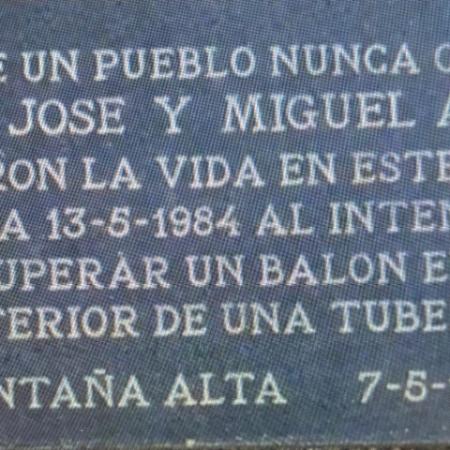 E UN PUEBLO NUNCA
JOSE Y MIGUEL A
RON LA VIDA EN ESTE
A 13-5-1984 AL INTEN
UPERAR UN BALON E
TERIOR DE UNA TUBE
NTAÑA ALTA 7-5-